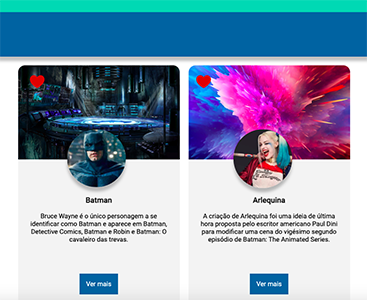 Batman
Bruce Wayne é o único personagem a se
identificar como Batman e aparece em Batman,
Detective Comics, Batman e Robin e Batman: O
cavaleiro das trevas.
Ver mais
Arlequina
A criação de Arlequina foi uma ideia de última
hora proposta pelo escritor americano Paul Dini
para modificar uma cena do vigésimo segundo
episódio de Batman: The Animated Series.
Ver mais